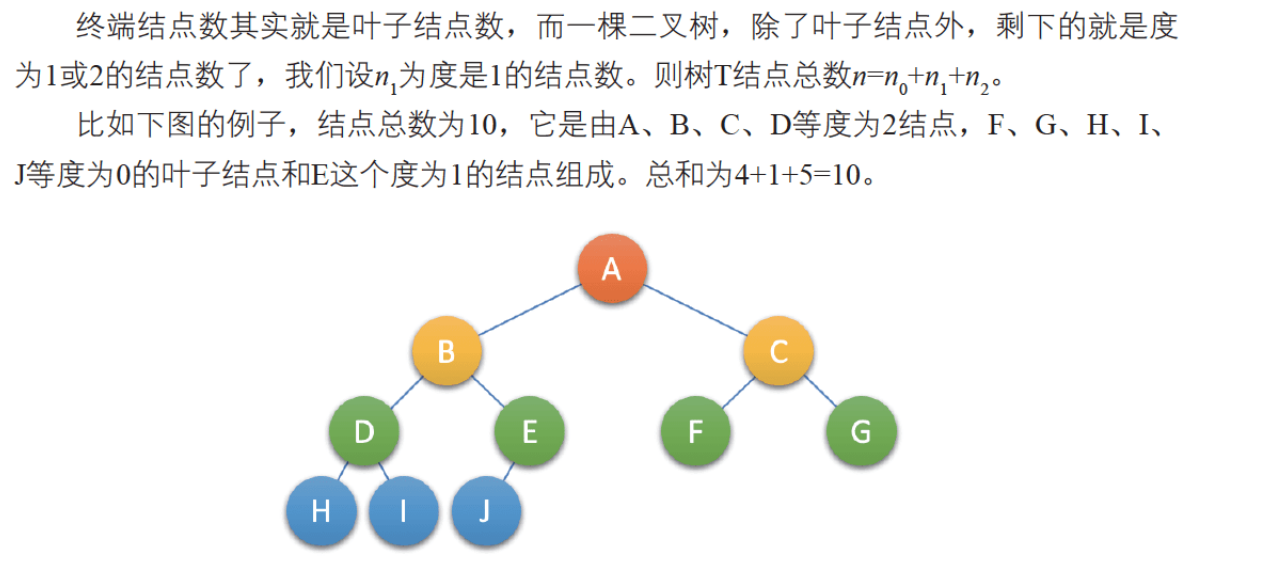 终端结点数其实就是叶子结点数，而一棵二叉树，除了叶子结点外，剩下的就是度
为1或2的结点数了，我们设n₁为度是1的结点数。则树T结点总数n=n₀+n₁+n₂。
比如下图的例子，结点总数为10，它是由A、B、C、D等度为2结点，F、G、H、I、
J等度为0的叶子结点和E这个度为1的结点组成。总和为4+1+5=10。
A
B
C
D
E
F
G
H
I
J